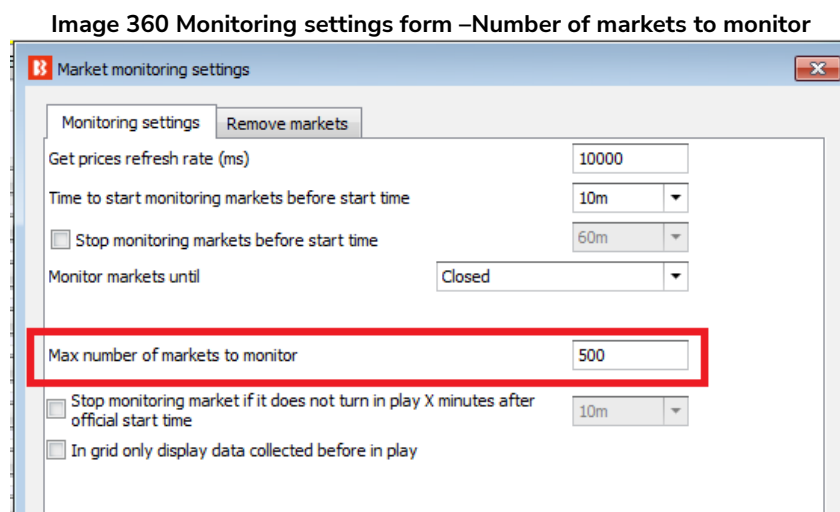 Image 360 Monitoring settings form –Number of markets to monitor
Market monitoring settings
Monitoring settings Remove markets
Get prices refresh rate (ms) 10000
Time to start monitoring markets before start time 10m
Stop monitoring markets before start time 60m
Monitor markets until Closed
Max number of markets to monitor 500
Stop monitoring market if it does not turn in play X minutes after
official start time 10m
In grid only display data collected before in play